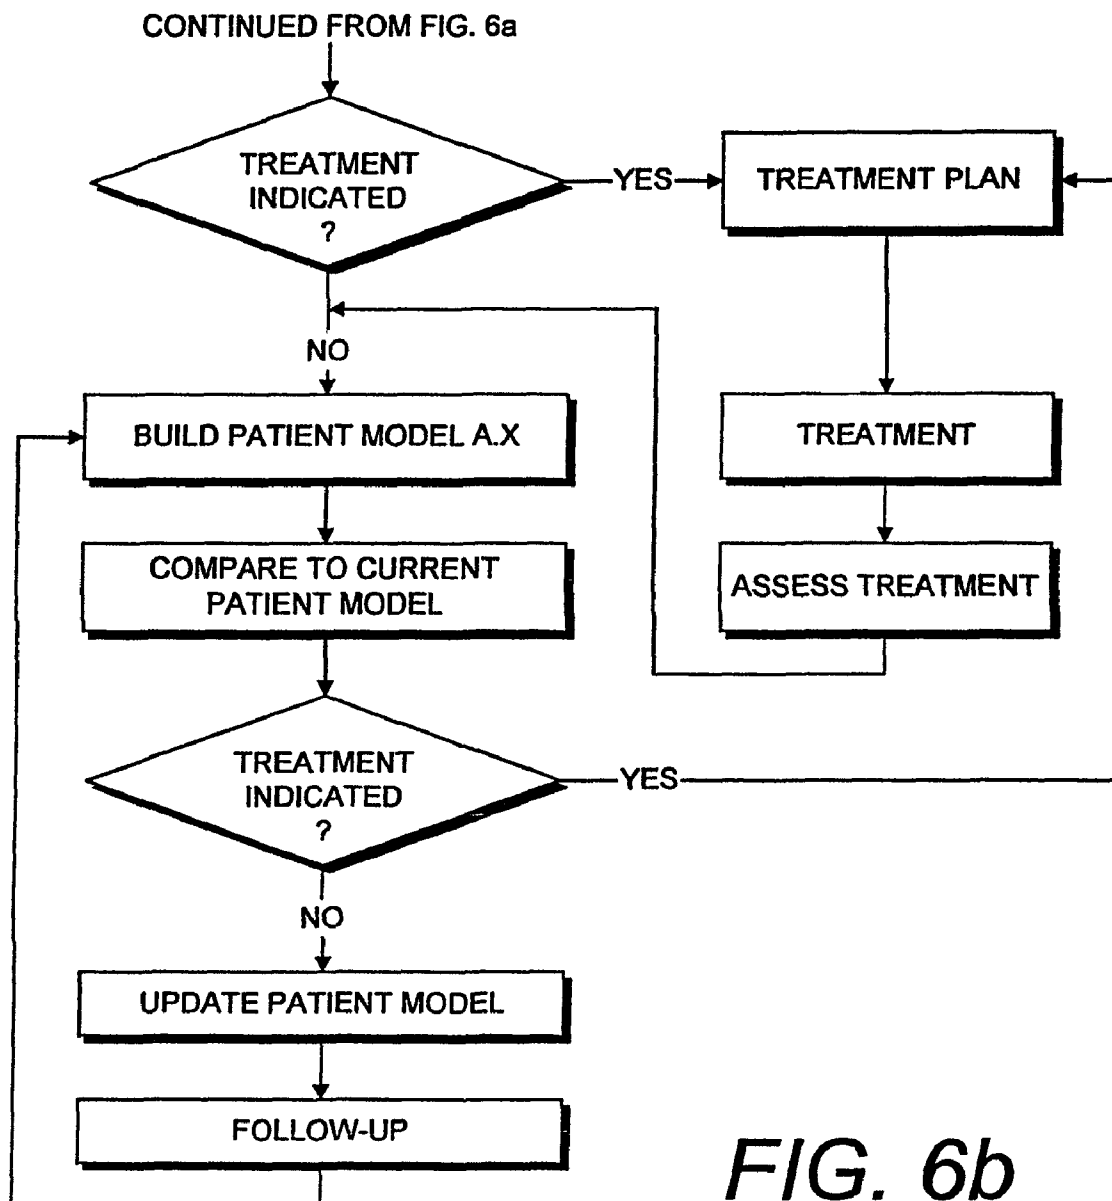 CONTINUED FROM FIG. 6a
TREATMENT
INDICATED
?
YES
TREATMENT PLAN
NO
BUILD PATIENT MODEL A.X
TREATMENT
COMPARE TO CURRENT
PATIENT MODEL
ASSESS TREATMENT
TREATMENT
INDICATED
?
YES
NO
UPDATE PATIENT MODEL
FOLLOW-UP
FIG. 6b